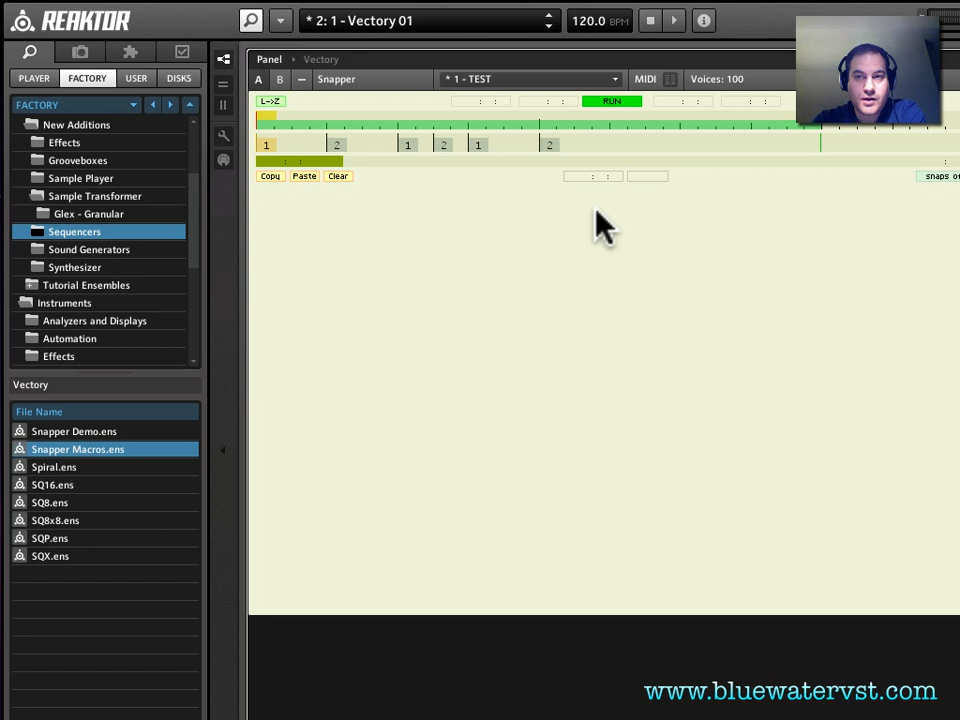 REAKTOR
* 2: 1 - Vectory 01
120.0 BPM
PLAYER FACTORY USER DISKS
FACTORY
New Additions
Effects
Grooveboxes
Sample Player
Sample Transformer
Glex - Granular
Sequencers
Sound Generators
Synthesizer
Tutorial Ensembles
Instruments
Analyzers and Displays
Automation
Effects
Vectory
File Name
Snapper Demo.ens
Snapper Macros.ens
Spiral.ens
SQ16.ens
SQ8.ens
SQ8x8.ens
SQP.ens
SQX.ens
Panel Vectory
A B Snapper * 1 - TEST MIDI Voices: 100
L->Z : : : : RUN : : : :
1 2 1 2 1 2
: : :
Copy Paste Clear : : snaps
www.bluewatervst.com